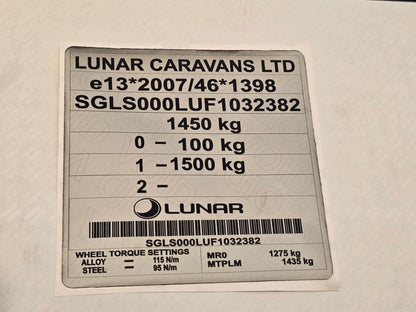 LUNAR CARAVANS LTD
e13*2007/46*1398
SGLS000LUF1032382
1450 kg
0 – 100 kg
1 – 1500 kg
2 –
LUNAR
SGLS000LUF1032382
WHEEL TORQUE SETTINGS
ALLOY = 115 N/m
STEEL = 95 N/m
MRO 1275 kg
MTPLM 1435 kg